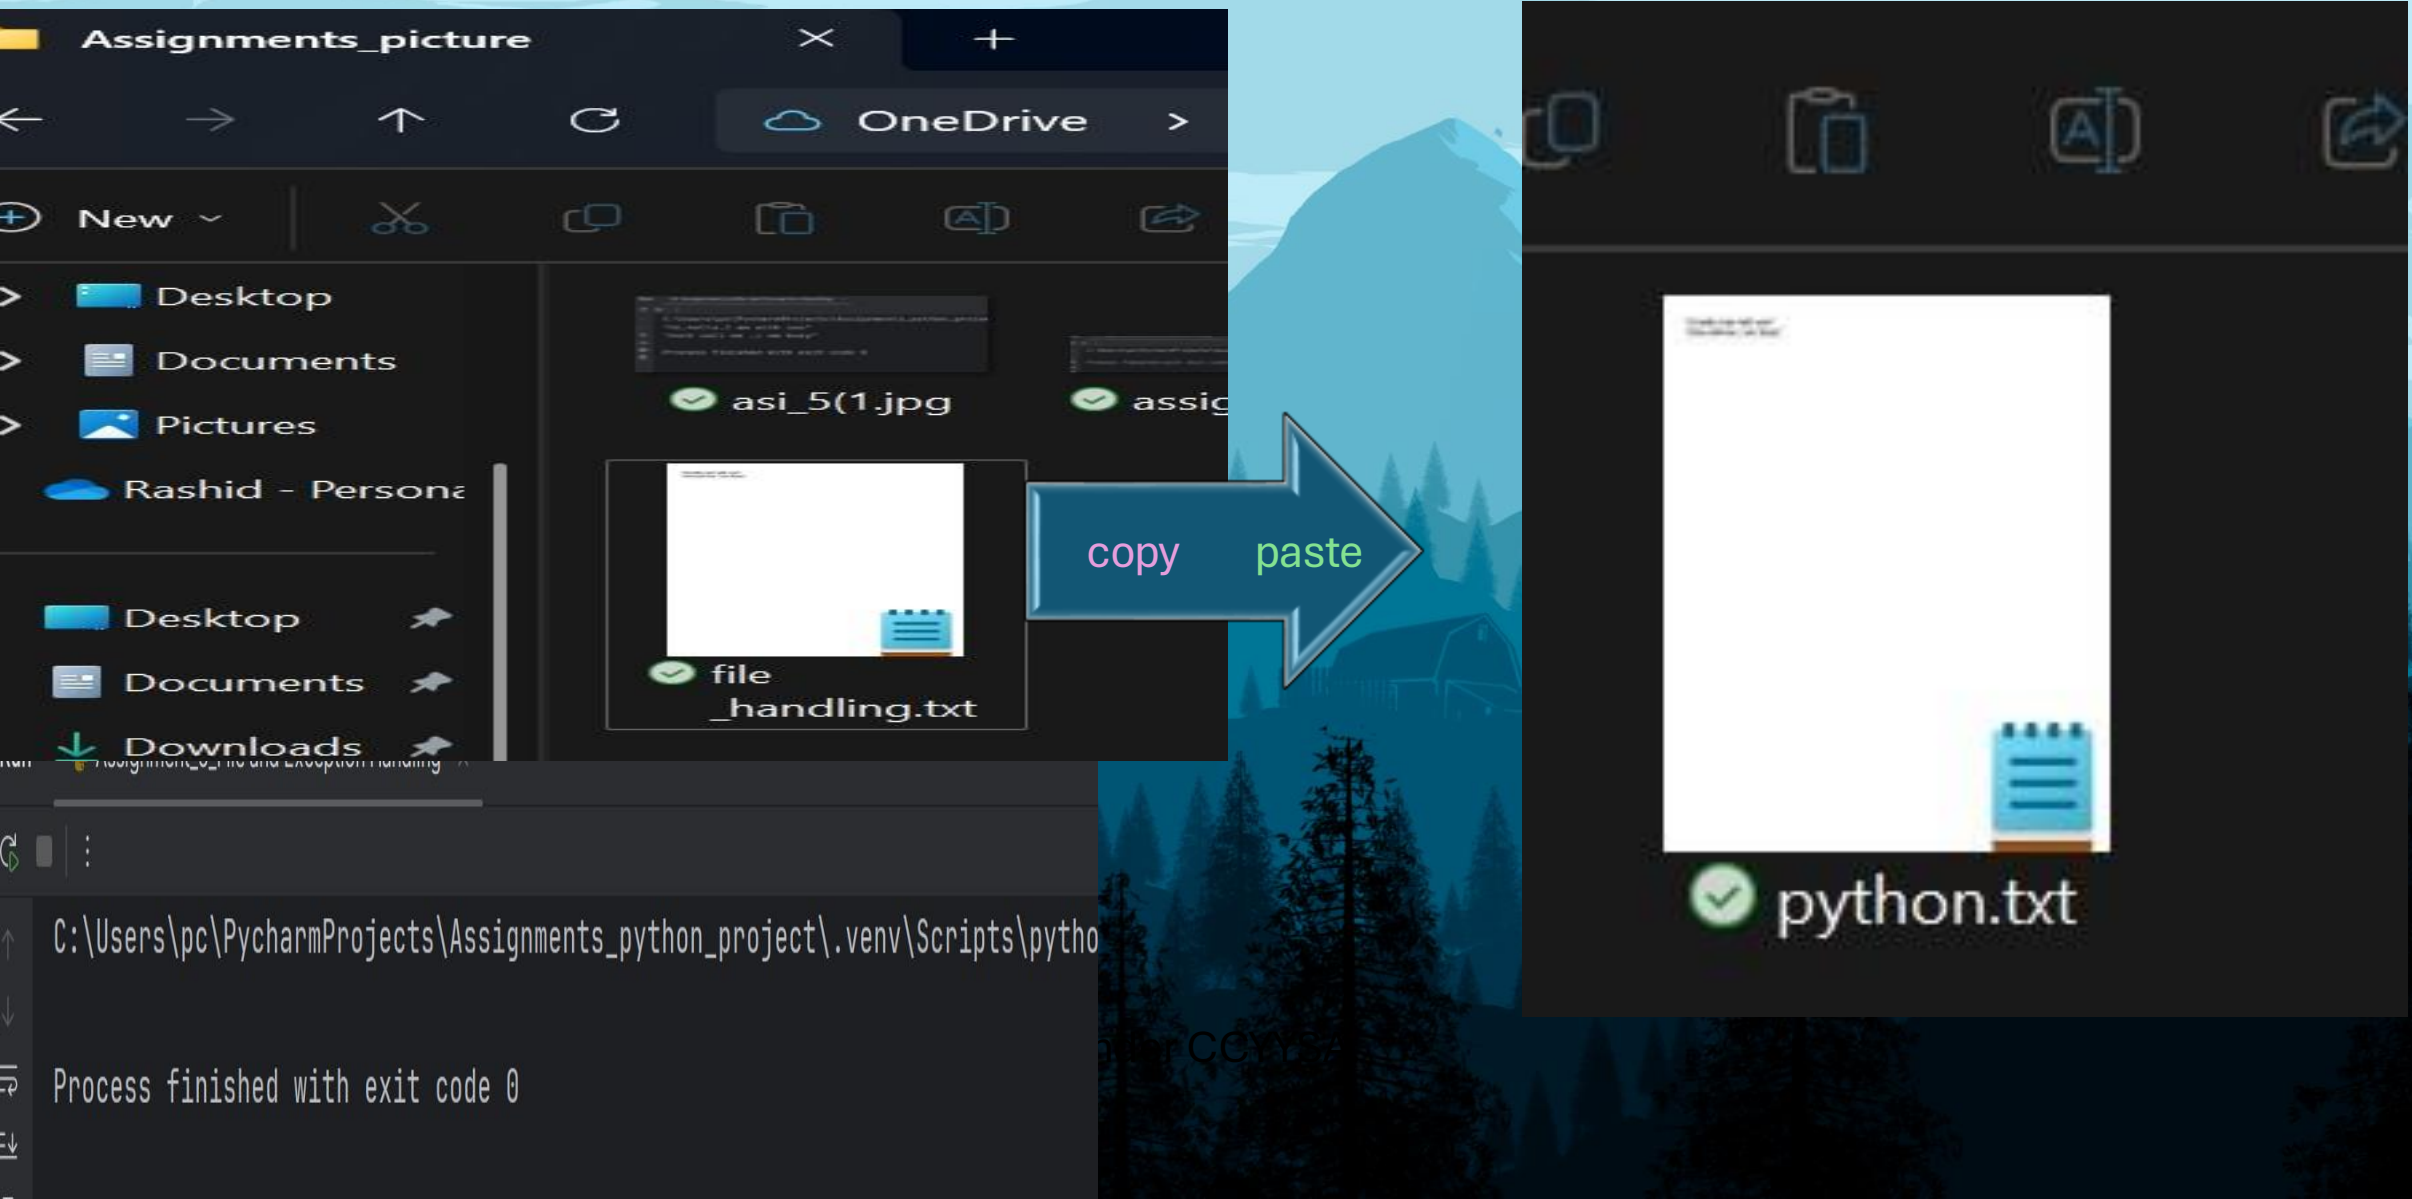 Assignments_picture
OneDrive
New
Desktop
Documents
Pictures
Rashid - Persona
Desktop
Documents
Downloads
asi_5(1.jpg
assig
file
_handling.txt
copy paste
python.txt
C:\Users\pc\PycharmProjects\Assignments_python_project\.venv\Scripts\pytho
Process finished with exit code 0